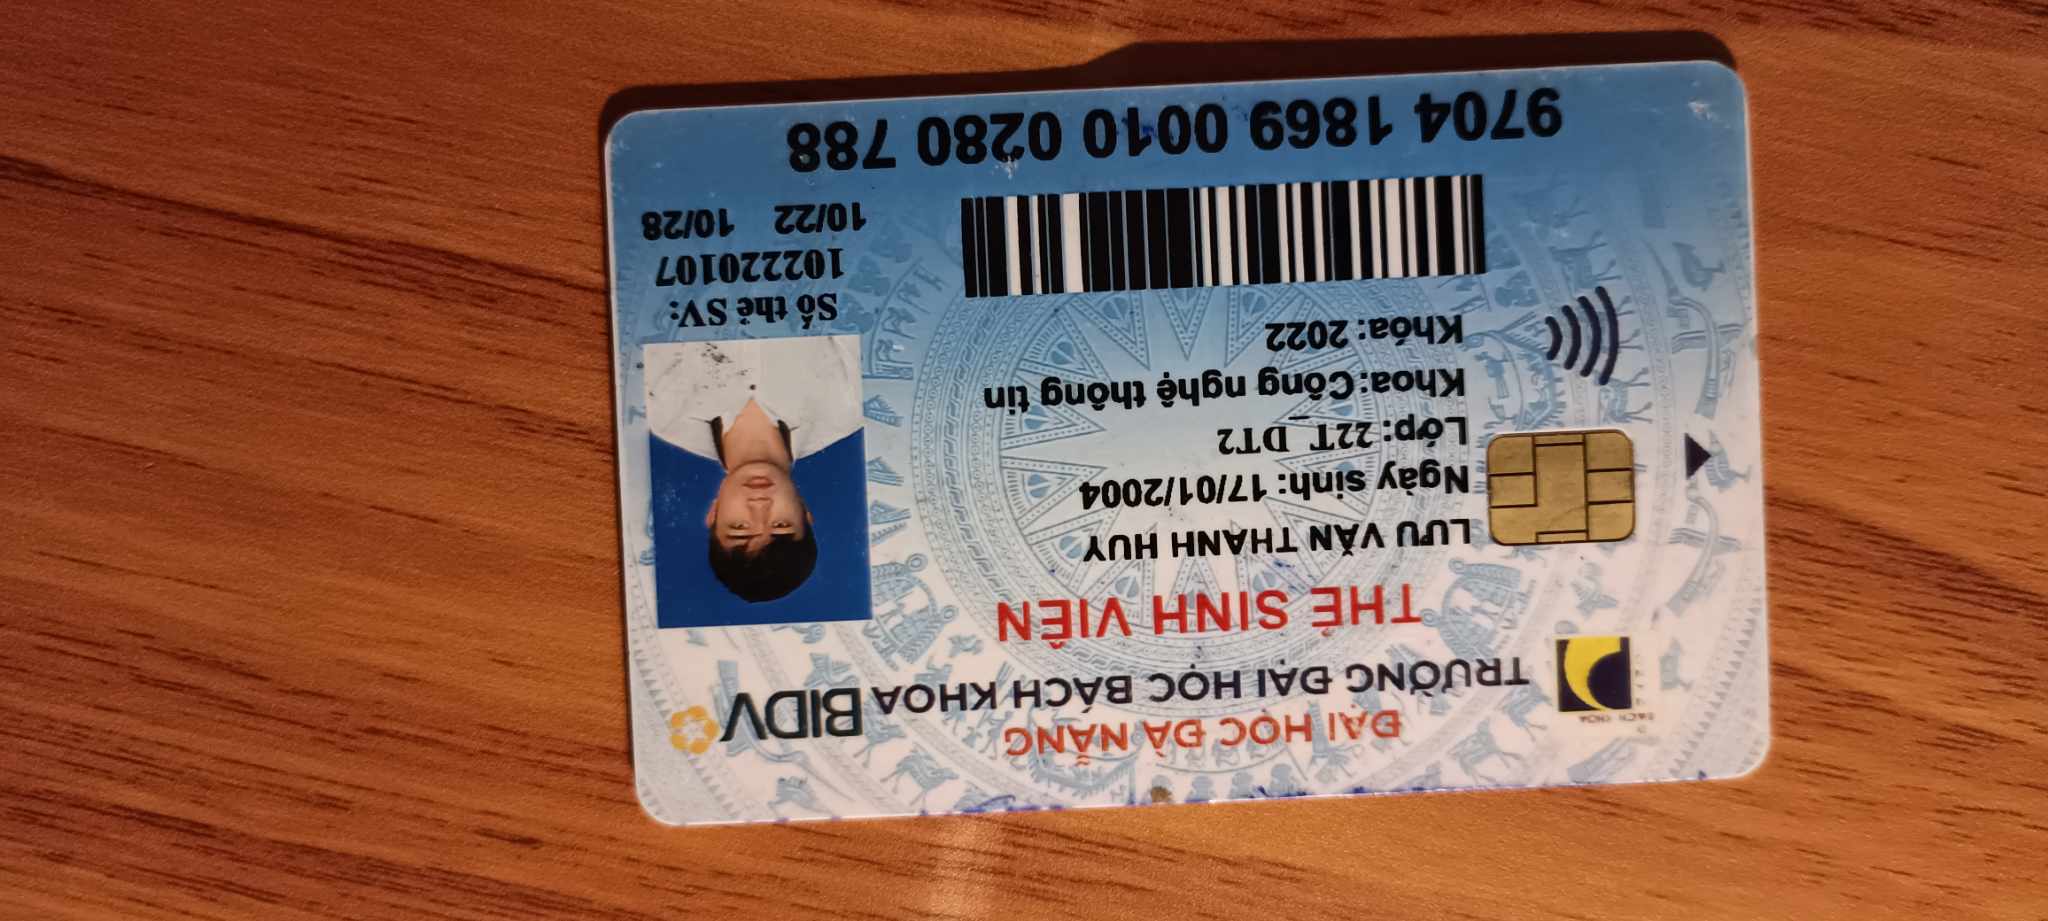 ĐẠI HỌC ĐÀ NẴNG
TRƯỜNG ĐẠI HỌC BÁCH KHOA
BIDV
BÁCH KHOA
THẺ SINH VIÊN
LƯU VĂN THANH HUY
Ngày sinh: 17/01/2004
Lớp: 22T_DT2
Khoa: Công nghệ thông tin
Khóa: 2022
Số thẻ SV:
102220107
10/22 10/28
9704 1869 0010 0280 788